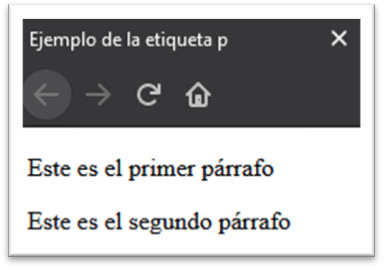 Ejemplo de la etiqueta p
Este es el primer párrafo
Este es el segundo párrafo